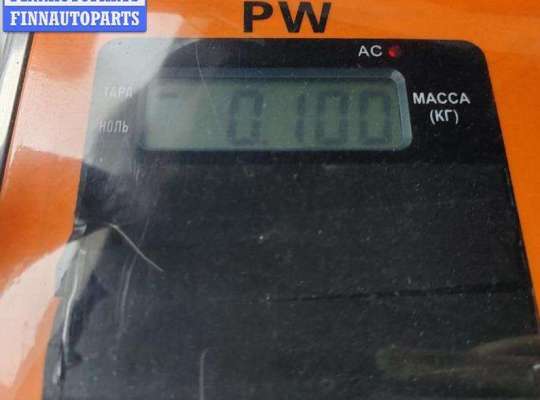 FINNAUTOPARTS
PW
AC
ТАРА
0.100
МАССА
(КГ)
НОЛЬ